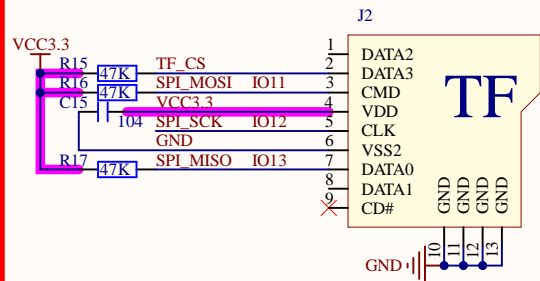 J2
VCC3.3
1 DATA2
R15 47K TF_CS 2 DATA3
R16 47K SPI_MOSI IO11 3 CMD
C15 104 VCC3.3 4 VDD
SPI_SCK IO12 5 CLK
GND 6 VSS2
R17 47K SPI_MISO IO13 7 DATA0
8 DATA1
9 CD#
TF
GND GND GND GND
10 11 12 13
GND